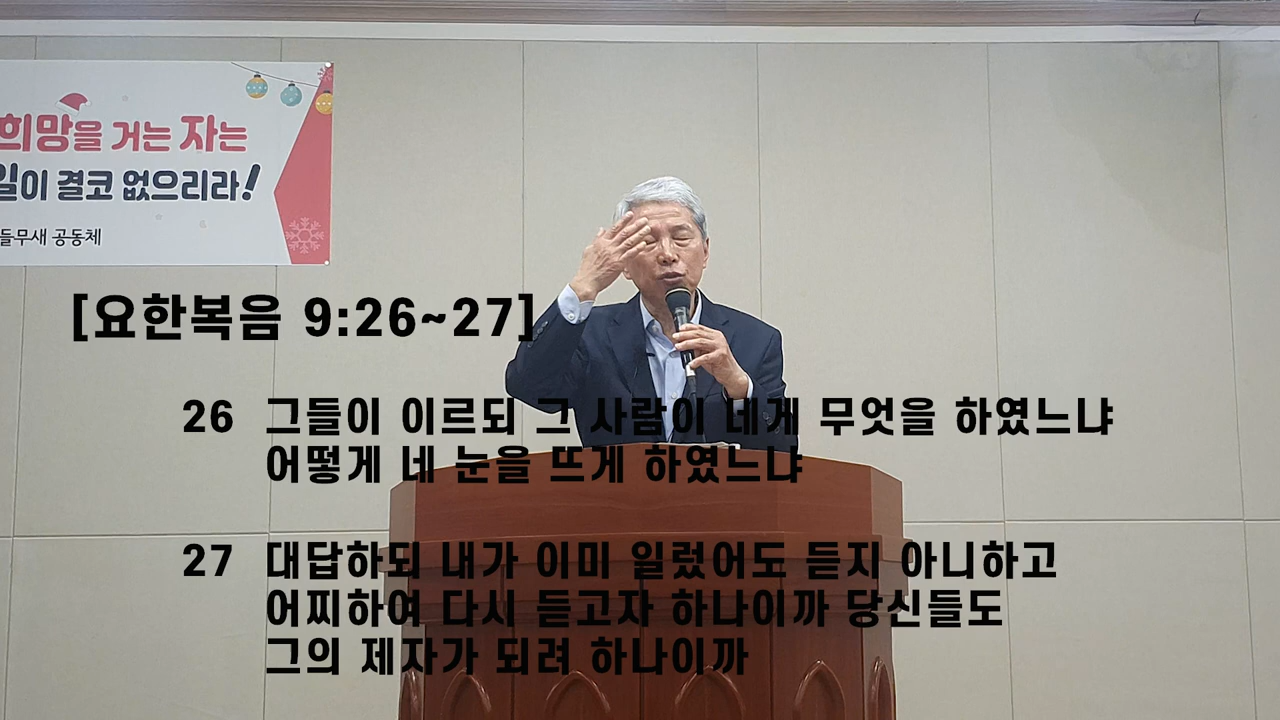 희망을 거는 자는
일이 결코 없으리라!
들무새 공동체
[요한복음 9:26~27]
26 그들이 이르되 그 사람이 네게 무엇을 하였느냐
어떻게 네 눈을 뜨게 하였느냐
27 대답하되 내가 이미 일렀어도 듣지 아니하고
어찌하여 다시 듣고자 하나이까 당신들도
그의 제자가 되려 하나이까